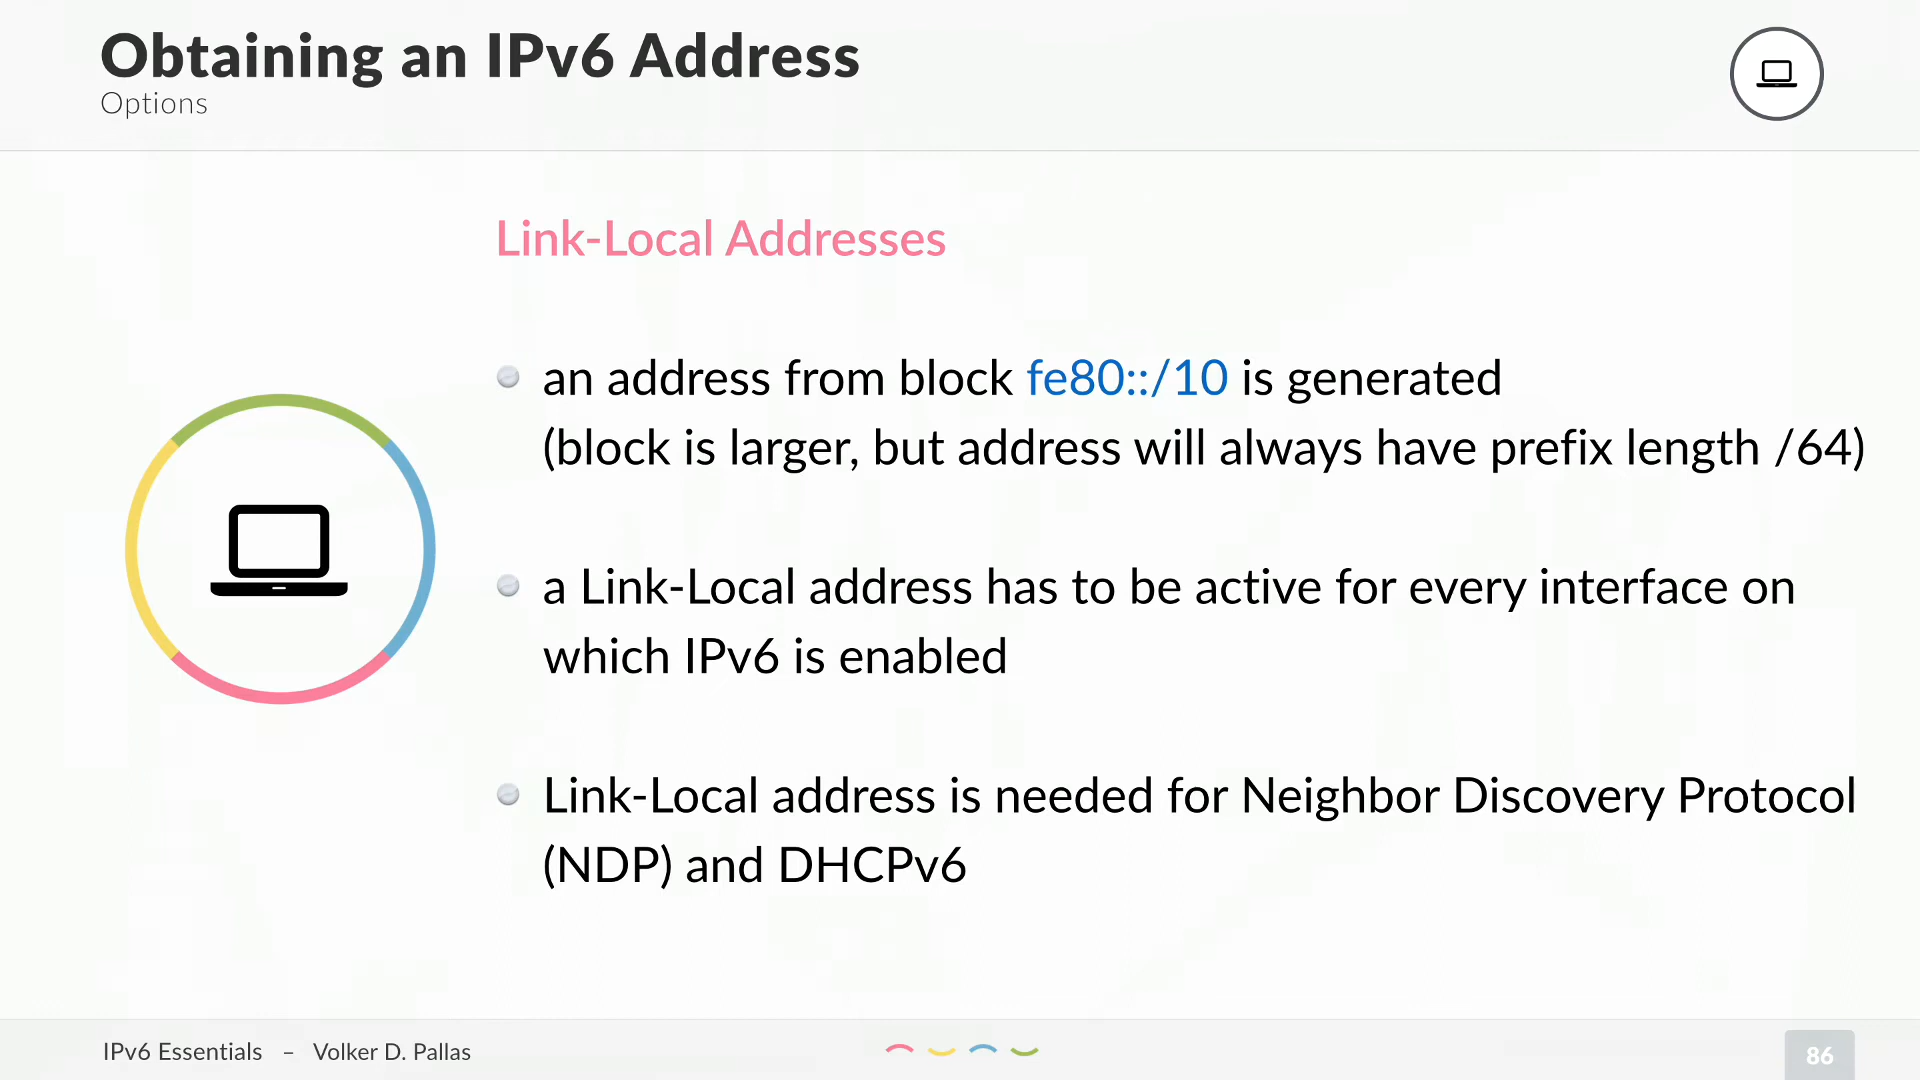 Obtaining an IPv6 Address
Options
Link-Local Addresses
an address from block fe80::/10 is generated
(block is larger, but address will always have prefix length /64)
a Link-Local address has to be active for every interface on
which IPv6 is enabled
Link-Local address is needed for Neighbor Discovery Protocol
(NDP) and DHCPv6
IPv6 Essentials – Volker D. Pallas
86